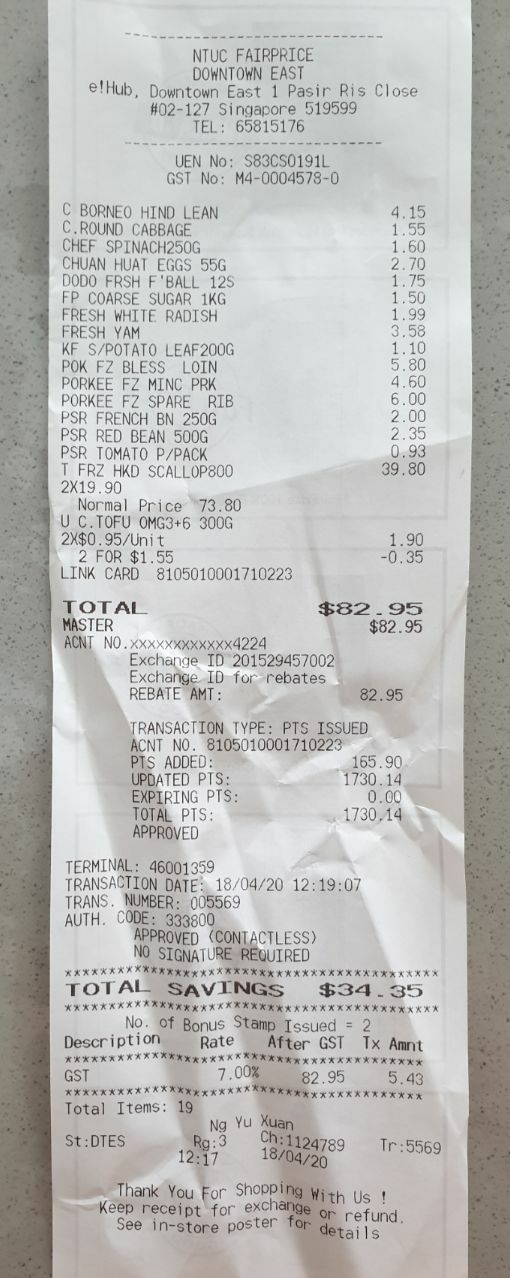 NTUC FAIRPRICE
DOWNTOWN EAST
e!Hub, Downtown East 1 Pasir Ris Close
#02-127 Singapore 519599
TEL: 65815176
UEN No: S83CS0191L
GST No: M4-0004578-0
C BORNEO HIND LEAN 4.15
C.ROUND CABBAGE 1.55
CHEF SPINACH250G 1.60
CHUAN HUAT EGGS 55G 2.70
DODO FRSH F'BALL 12S 1.75
FP COARSE SUGAR 1KG 1.50
FRESH WHITE RADISH 1.99
FRESH YAM 3.58
KF S/POTATO LEAF200G 1.10
POK FZ BLESS LOIN 5.80
PORKEE FZ MINC PRK 4.60
PORKEE FZ SPARE RIB 6.00
PSR FRENCH BN 250G 2.00
PSR RED BEAN 500G 2.35
PSR TOMATO P/PACK 0.93
T FRZ HKD SCALLOP800 39.80
2X19.90
Normal Price 73.80
U C.TOFU OMG3+6 300G
2X$0.95/Unit 1.90
2 FOR $1.55 -0.35
LINK CARD 8105010001710223
TOTAL $82.95
MASTER $82.95
ACNT NO.xxxxxxxxxxxx4224
Exchange ID 201529457002
Exchange ID for rebates
REBATE AMT: 82.95
TRANSACTION TYPE: PTS ISSUED
ACNT NO. 8105010001710223
PTS ADDED: 165.90
UPDATED PTS: 1730.14
EXPIRING PTS: 0.00
TOTAL PTS: 1730.14
APPROVED
TERMINAL: 46001359
TRANSACTION DATE: 18/04/20 12:19:07
TRANS. NUMBER: 005569
AUTH. CODE: 333800
APPROVED (CONTACTLESS)
NO SIGNATURE REQUIRED
TOTAL SAVINGS $34.35
No. of Bonus Stamp Issued = 2
Description Rate After GST Tx Amnt
GST 7.00% 82.95 5.43
Total Items: 19
Ng Yu Xuan
St:DTES Rg:3 Ch:1124789 Tr:5569
12:17 18/04/20
Thank You For Shopping With Us !
Keep receipt for exchange or refund.
See in-store poster for details